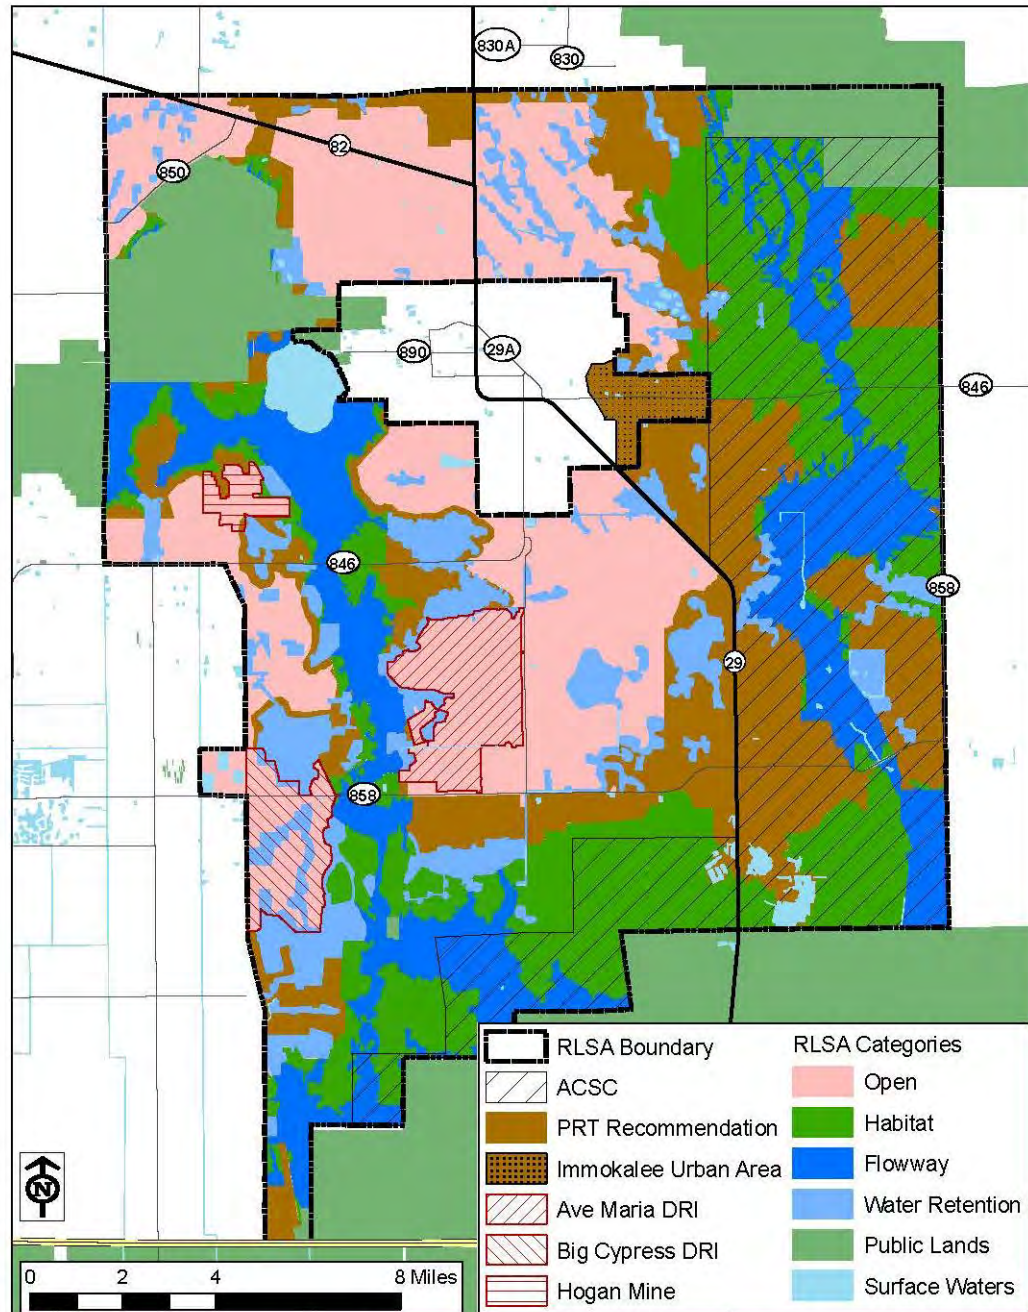 830A
830
82
850
890
29A
846
846
858
29
858
RLSA Boundary
ACSC
PRT Recommendation
Immokalee Urban Area
Ave Maria DRI
Big Cypress DRI
Hogan Mine
RLSA Categories
Open
Habitat
Flowway
Water Retention
Public Lands
Surface Waters
N
0 2 4 8 Miles